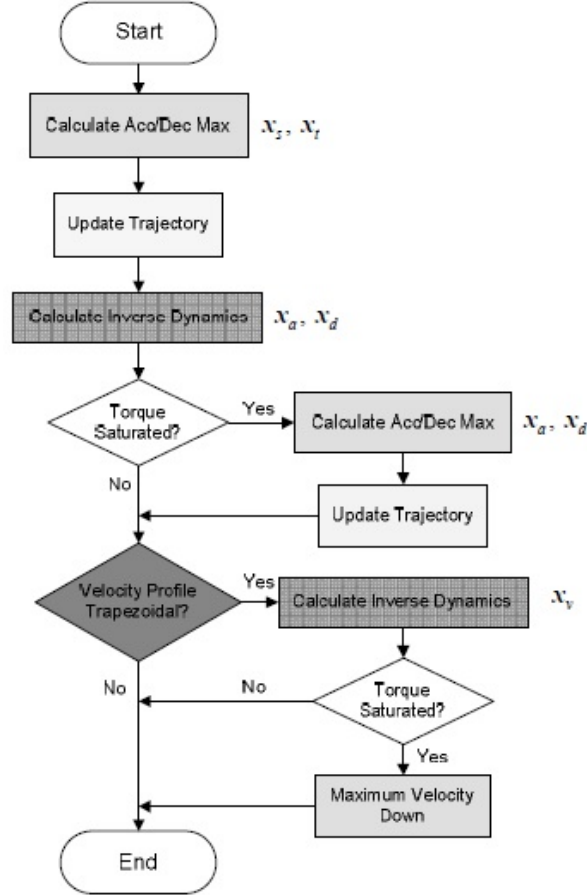 Start
Calculate Acc/Dec Max
x_s, x_t
Update Trajectory
Calculate Inverse Dynamics
x_a, x_d
Torque
Saturated?
Yes
Calculate Acc/Dec Max
x_a, x_d
No
Update Trajectory
Velocity Profile
Trapezoidal?
Yes
Calculate Inverse Dynamics
x_v
No
No
Torque
Saturated?
Yes
Maximum Velocity
Down
End